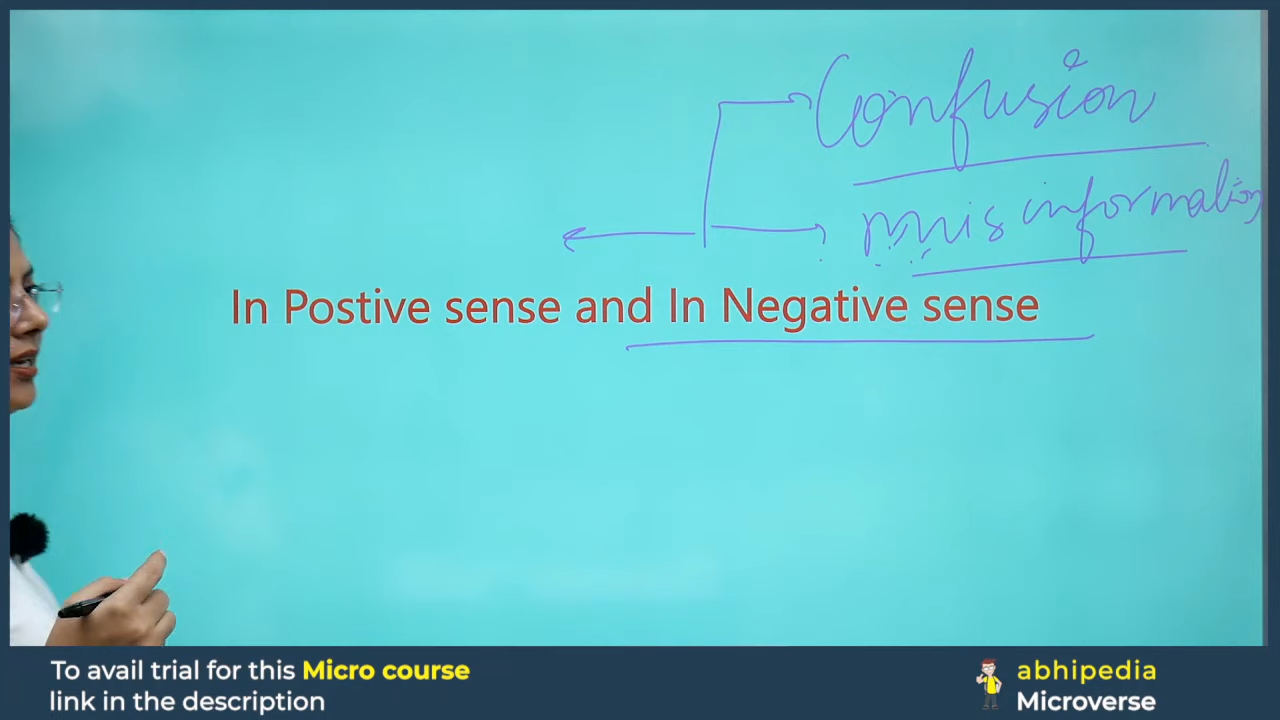 Confusion
misinformation
In Postive sense and In Negative sense
To avail trial for this Micro course
link in the description
abhipedia
Microverse